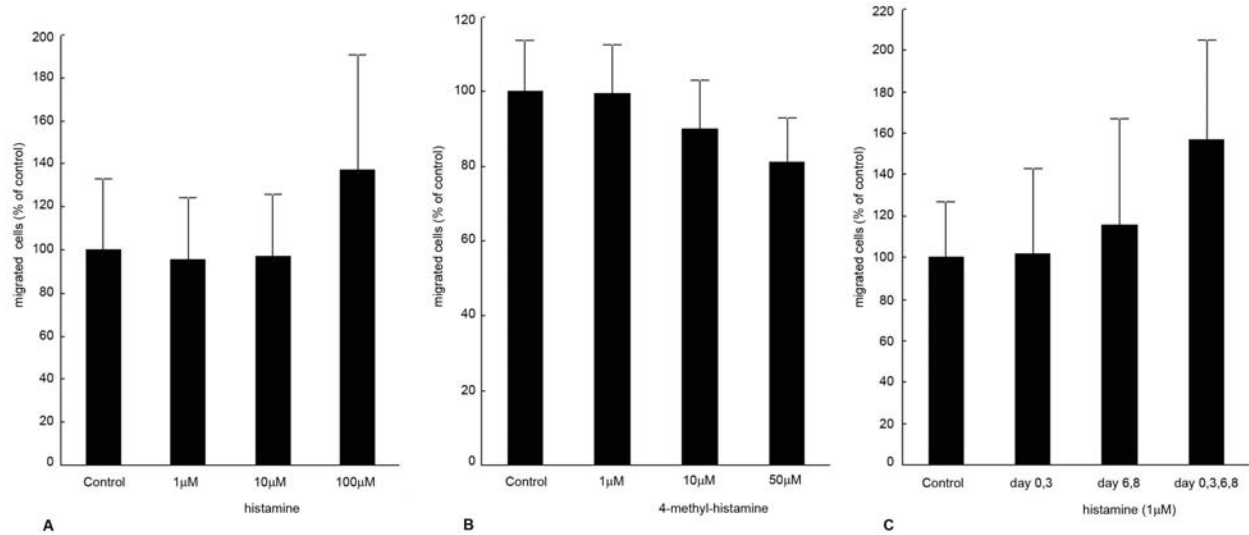 migrated cells (% of control)
200
180
160
140
120
100
80
60
40
20
0
Control 1μM 10μM 100μM
histamine
A
migrated cells (% of control)
120
100
80
60
40
20
0
Control 1μM 10μM 50μM
4-methyl-histamine
B
migrated cells (% of control)
220
200
180
160
140
120
100
80
60
40
20
0
Control day 0,3 day 6,8 day 0,3,6,8
histamine (1μM)
C